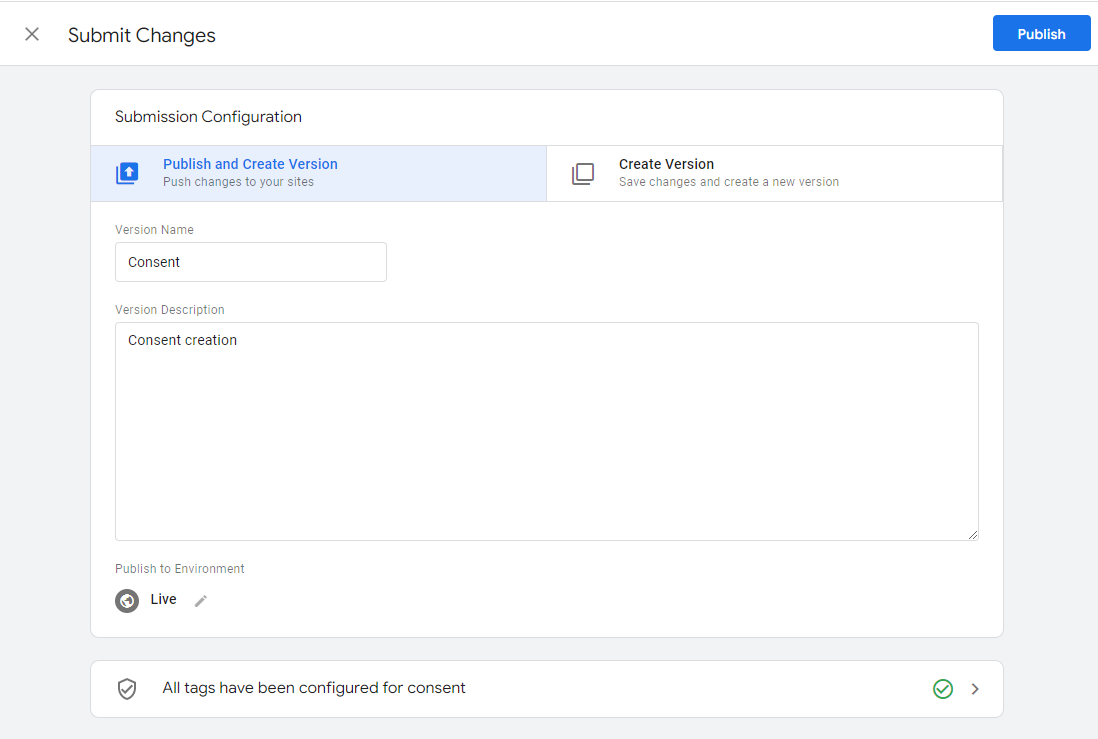 Submit Changes
Publish
Submission Configuration
Publish and Create Version
Push changes to your sites
Create Version
Save changes and create a new version
Version Name
Consent
Version Description
Consent creation
Publish to Environment
Live
All tags have been configured for consent